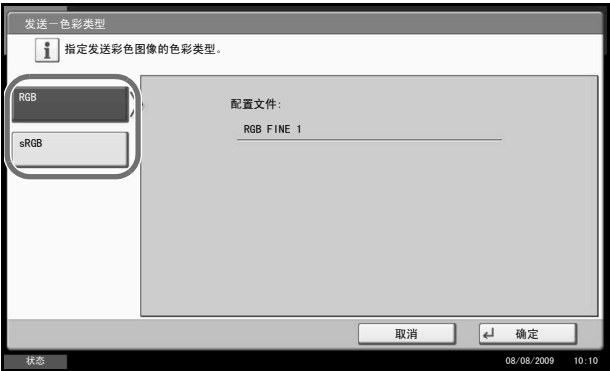 发送－色彩类型
指定发送彩色图像的色彩类型。
RGB
sRGB
配置文件:
RGB FINE 1
取消
确定
状态
08/08/2009 10:10